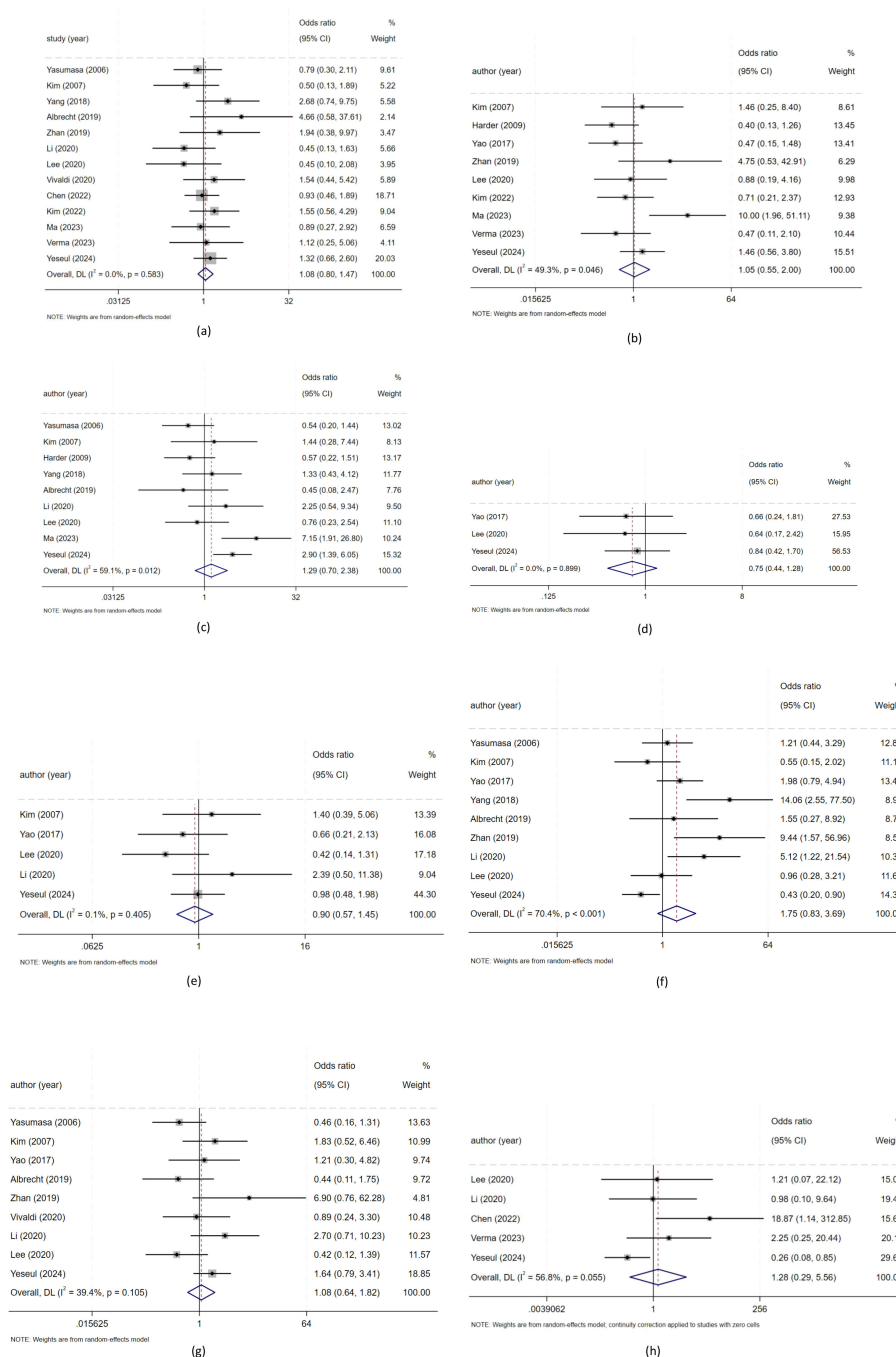 Odds ratio %
study (year) (95% CI) Weight
Yasumasa (2006) 0.79 (0.30, 2.11) 9.61
Kim (2007) 0.50 (0.13, 1.89) 5.22
Yang (2018) 2.68 (0.74, 9.75) 5.58
Albrecht (2019) 4.66 (0.58, 37.61) 2.14
Zhan (2019) 1.94 (0.38, 9.97) 3.47
Li (2020) 0.45 (0.13, 1.63) 5.66
Lee (2020) 0.45 (0.10, 2.08) 3.95
Vivaldi (2020) 1.54 (0.44, 5.42) 5.89
Chen (2022) 0.93 (0.46, 1.89) 18.71
Kim (2022) 1.55 (0.56, 4.29) 9.04
Ma (2023) 0.89 (0.27, 2.92) 6.59
Verma (2023) 1.12 (0.25, 5.06) 4.11
Yeseul (2024) 1.32 (0.66, 2.60) 20.03
Overall, DL (I² = 0.0%, p = 0.583) 1.08 (0.80, 1.47) 100.00
.03125 1 32
NOTE: Weights are from random-effects model
(a)
Odds ratio %
author (year) (95% CI) Weight
Kim (2007) 1.46 (0.25, 8.40) 8.61
Harder (2009) 0.40 (0.13, 1.26) 13.45
Yao (2017) 0.47 (0.15, 1.48) 13.41
Zhan (2019) 4.75 (0.53, 42.91) 6.29
Lee (2020) 0.88 (0.19, 4.16) 9.98
Kim (2022) 0.71 (0.21, 2.37) 12.93
Ma (2023) 10.00 (1.96, 51.11) 9.38
Verma (2023) 0.47 (0.11, 2.10) 10.44
Yeseul (2024) 1.46 (0.56, 3.80) 15.51
Overall, DL (I² = 49.3%, p = 0.046) 1.05 (0.55, 2.00) 100.00
.015625 1 64
NOTE: Weights are from random-effects model
(b)
Odds ratio %
author (year) (95% CI) Weight
Yasumasa (2006) 0.54 (0.20, 1.44) 13.02
Kim (2007) 1.44 (0.28, 7.44) 8.13
Harder (2009) 0.57 (0.22, 1.51) 13.17
Yang (2018) 1.33 (0.43, 4.12) 11.77
Albrecht (2019) 0.45 (0.08, 2.47) 7.76
Li (2020) 2.25 (0.54, 9.34) 9.50
Lee (2020) 0.76 (0.23, 2.54) 11.10
Ma (2023) 7.15 (1.91, 26.80) 10.24
Yeseul (2024) 2.90 (1.39, 6.05) 15.32
Overall, DL (I² = 59.1%, p = 0.012) 1.29 (0.70, 2.38) 100.00
.03125 1 32
NOTE: Weights are from random-effects model
(c)
Odds ratio %
author (year) (95% CI) Weight
Yao (2017) 0.66 (0.24, 1.81) 27.53
Lee (2020) 0.64 (0.17, 2.42) 15.95
Yeseul (2024) 0.84 (0.42, 1.70) 56.53
Overall, DL (I² = 0.0%, p = 0.899) 0.75 (0.44, 1.28) 100.00
.125 1 8
NOTE: Weights are from random-effects model
(d)
Odds ratio %
author (year) (95% CI) Weight
Kim (2007) 1.40 (0.39, 5.06) 13.39
Yao (2017) 0.66 (0.21, 2.13) 16.08
Lee (2020) 0.42 (0.14, 1.31) 17.18
Li (2020) 2.39 (0.50, 11.38) 9.04
Yeseul (2024) 0.98 (0.48, 1.98) 44.30
Overall, DL (I² = 0.1%, p = 0.405) 0.90 (0.57, 1.45) 100.00
.0625 1 16
NOTE: Weights are from random-effects model
(e)
Odds ratio
author (year) (95% CI)
Yasumasa (2006) 1.21 (0.44, 3.29) 12.8
Kim (2007) 0.55 (0.15, 2.02) 11.1
Yao (2017) 1.98 (0.79, 4.94) 13.4
Yang (2018) 14.06 (2.55, 77.50) 8.9
Albrecht (2019) 1.55 (0.27, 8.92) 8.7
Zhan (2019) 9.44 (1.57, 56.96) 8.5
Li (2020) 5.12 (1.22, 21.54) 10.3
Lee (2020) 0.96 (0.28, 3.21) 11.6
Yeseul (2024) 0.43 (0.20, 0.90) 14.3
Overall, DL (I² = 70.4%, p < 0.001) 1.75 (0.83, 3.69) 100.0
.015625 1 64
NOTE: Weights are from random-effects model
(f)
Odds ratio %
author (year) (95% CI) Weight
Yasumasa (2006) 0.46 (0.16, 1.31) 13.63
Kim (2007) 1.83 (0.52, 6.46) 10.99
Yao (2017) 1.21 (0.30, 4.82) 9.74
Albrecht (2019) 0.44 (0.11, 1.75) 9.72
Zhan (2019) 6.90 (0.76, 62.28) 4.81
Vivaldi (2020) 0.89 (0.24, 3.30) 10.48
Li (2020) 2.70 (0.71, 10.23) 10.23
Lee (2020) 0.42 (0.12, 1.39) 11.57
Yeseul (2024) 1.64 (0.79, 3.41) 18.85
Overall, DL (I² = 39.4%, p = 0.105) 1.08 (0.64, 1.82) 100.00
.015625 1 64
NOTE: Weights are from random-effects model
(g)
Odds ratio
author (year) (95% CI)
Lee (2020) 1.21 (0.07, 22.12) 15.0
Li (2020) 0.98 (0.10, 9.64) 19.4
Chen (2022) 18.87 (1.14, 312.85) 15.6
Verma (2023) 2.25 (0.25, 20.44) 20.1
Yeseul (2024) 0.26 (0.08, 0.85) 29.6
Overall, DL (I² = 56.8%, p = 0.055) 1.28 (0.29, 5.56) 100.0
.0039062 1 256
NOTE: Weights are from random-effects model; continuity correction applied to studies with zero cells
(h)